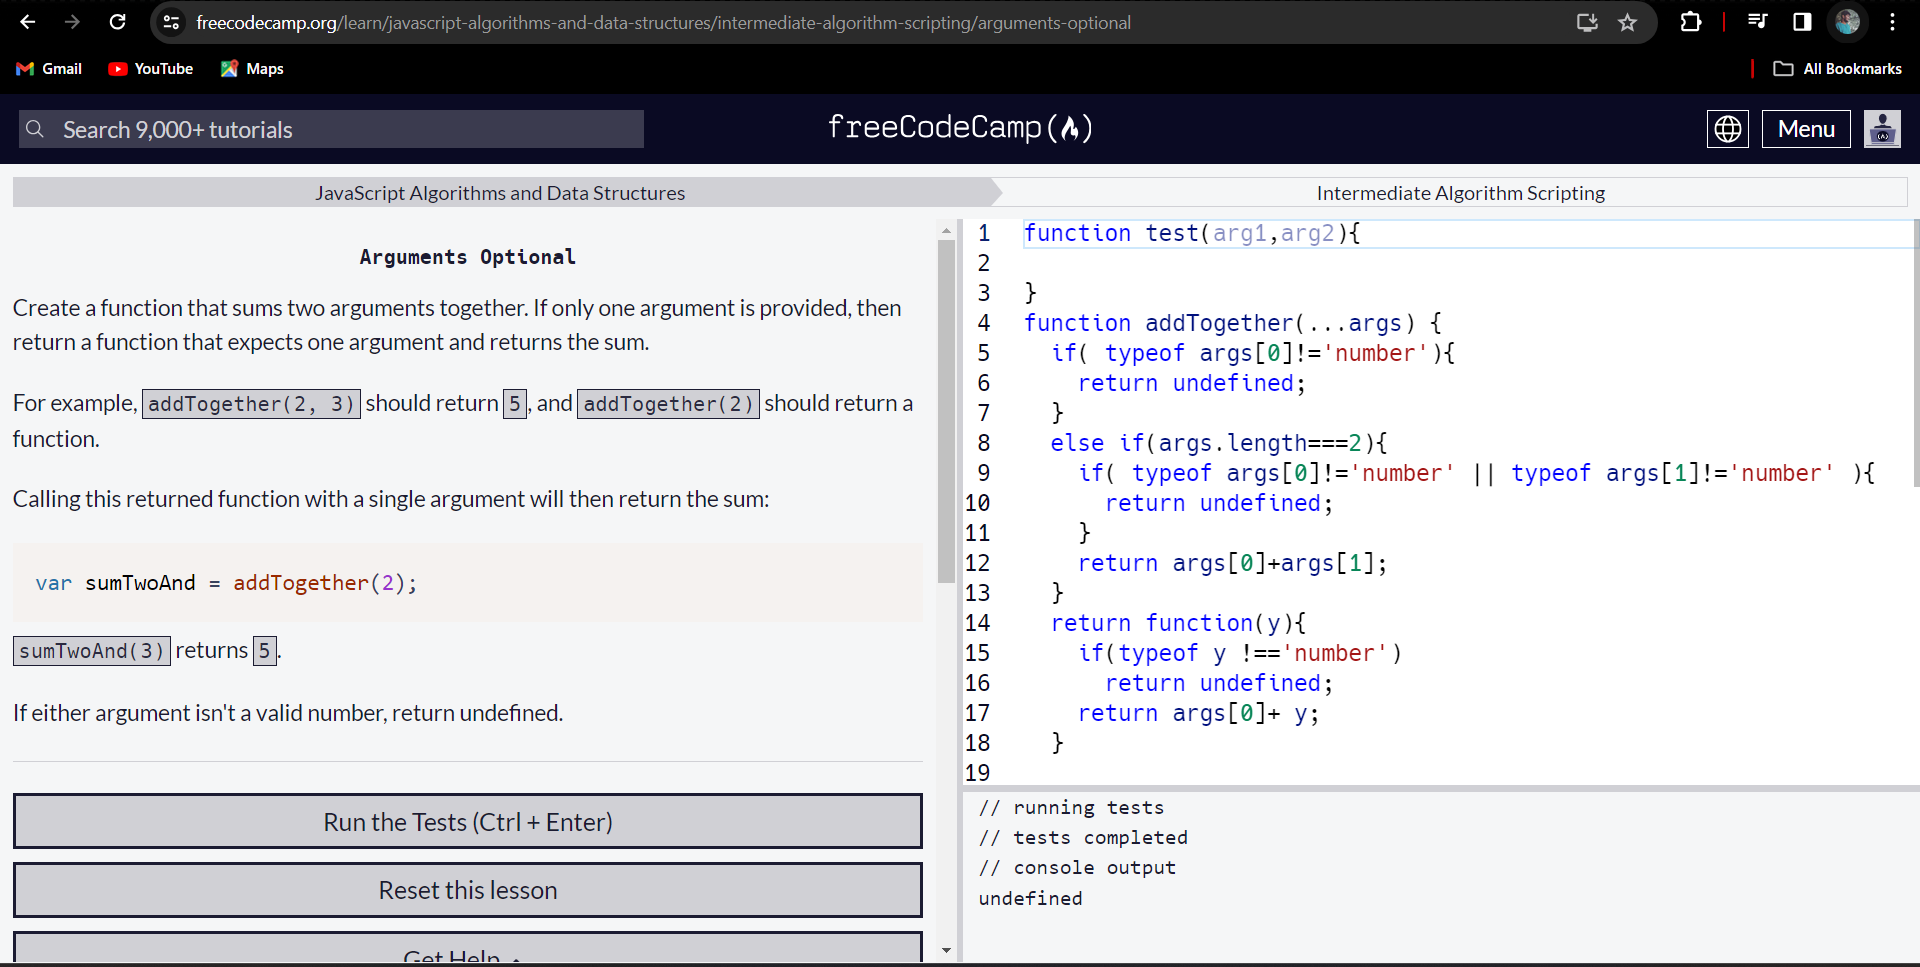 freecodecamp.org/learn/javascript-algorithms-and-data-structures/intermediate-algorithm-scripting/arguments-optional
Gmail YouTube Maps All Bookmarks
Search 9,000+ tutorials freeCodeCamp Menu
JavaScript Algorithms and Data Structures Intermediate Algorithm Scripting
Arguments Optional
Create a function that sums two arguments together. If only one argument is provided, then
return a function that expects one argument and returns the sum.
For example, addTogether(2, 3) should return 5, and addTogether(2) should return a
function.
Calling this returned function with a single argument will then return the sum:
var sumTwoAnd = addTogether(2);
sumTwoAnd(3) returns 5.
If either argument isn't a valid number, return undefined.
Run the Tests (Ctrl + Enter)
Reset this lesson
Get Help
1 function test(arg1,arg2){
2
3 }
4 function addTogether(...args) {
5 if( typeof args[0]!='number'){
6 return undefined;
7 }
8 else if(args.length===2){
9 if( typeof args[0]!='number' || typeof args[1]!='number' ){
10 return undefined;
11 }
12 return args[0]+args[1];
13 }
14 return function(y){
15 if(typeof y !=='number')
16 return undefined;
17 return args[0]+ y;
18 }
19
// running tests
// tests completed
// console output
undefined